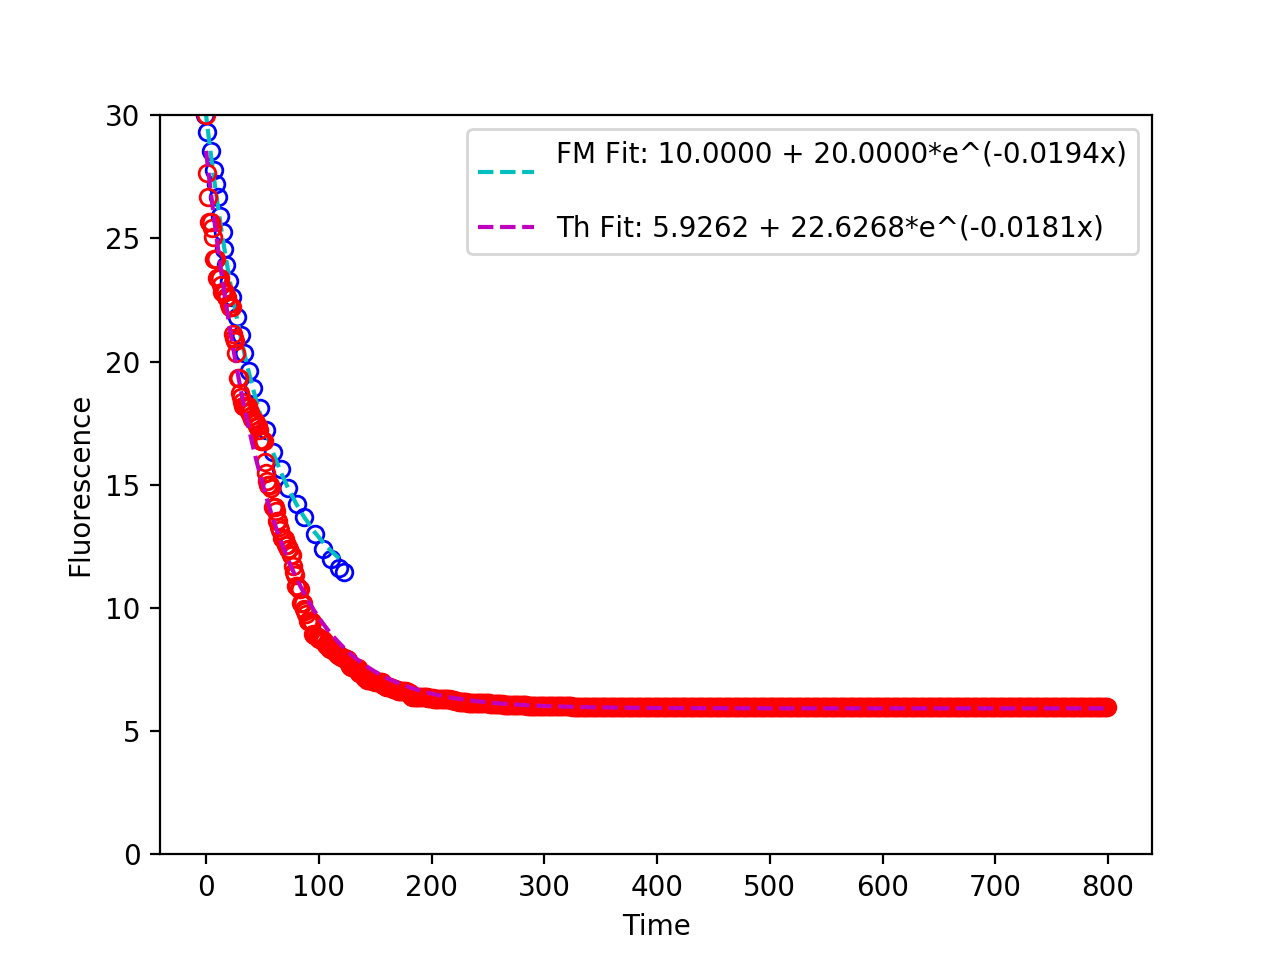 FM Fit: 10.0000 + 20.0000*e^(-0.0194x)
Th Fit: 5.9262 + 22.6268*e^(-0.0181x)
30
25
20
15
10
5
0
Fluorescence
0 100 200 300 400 500 600 700 800
Time